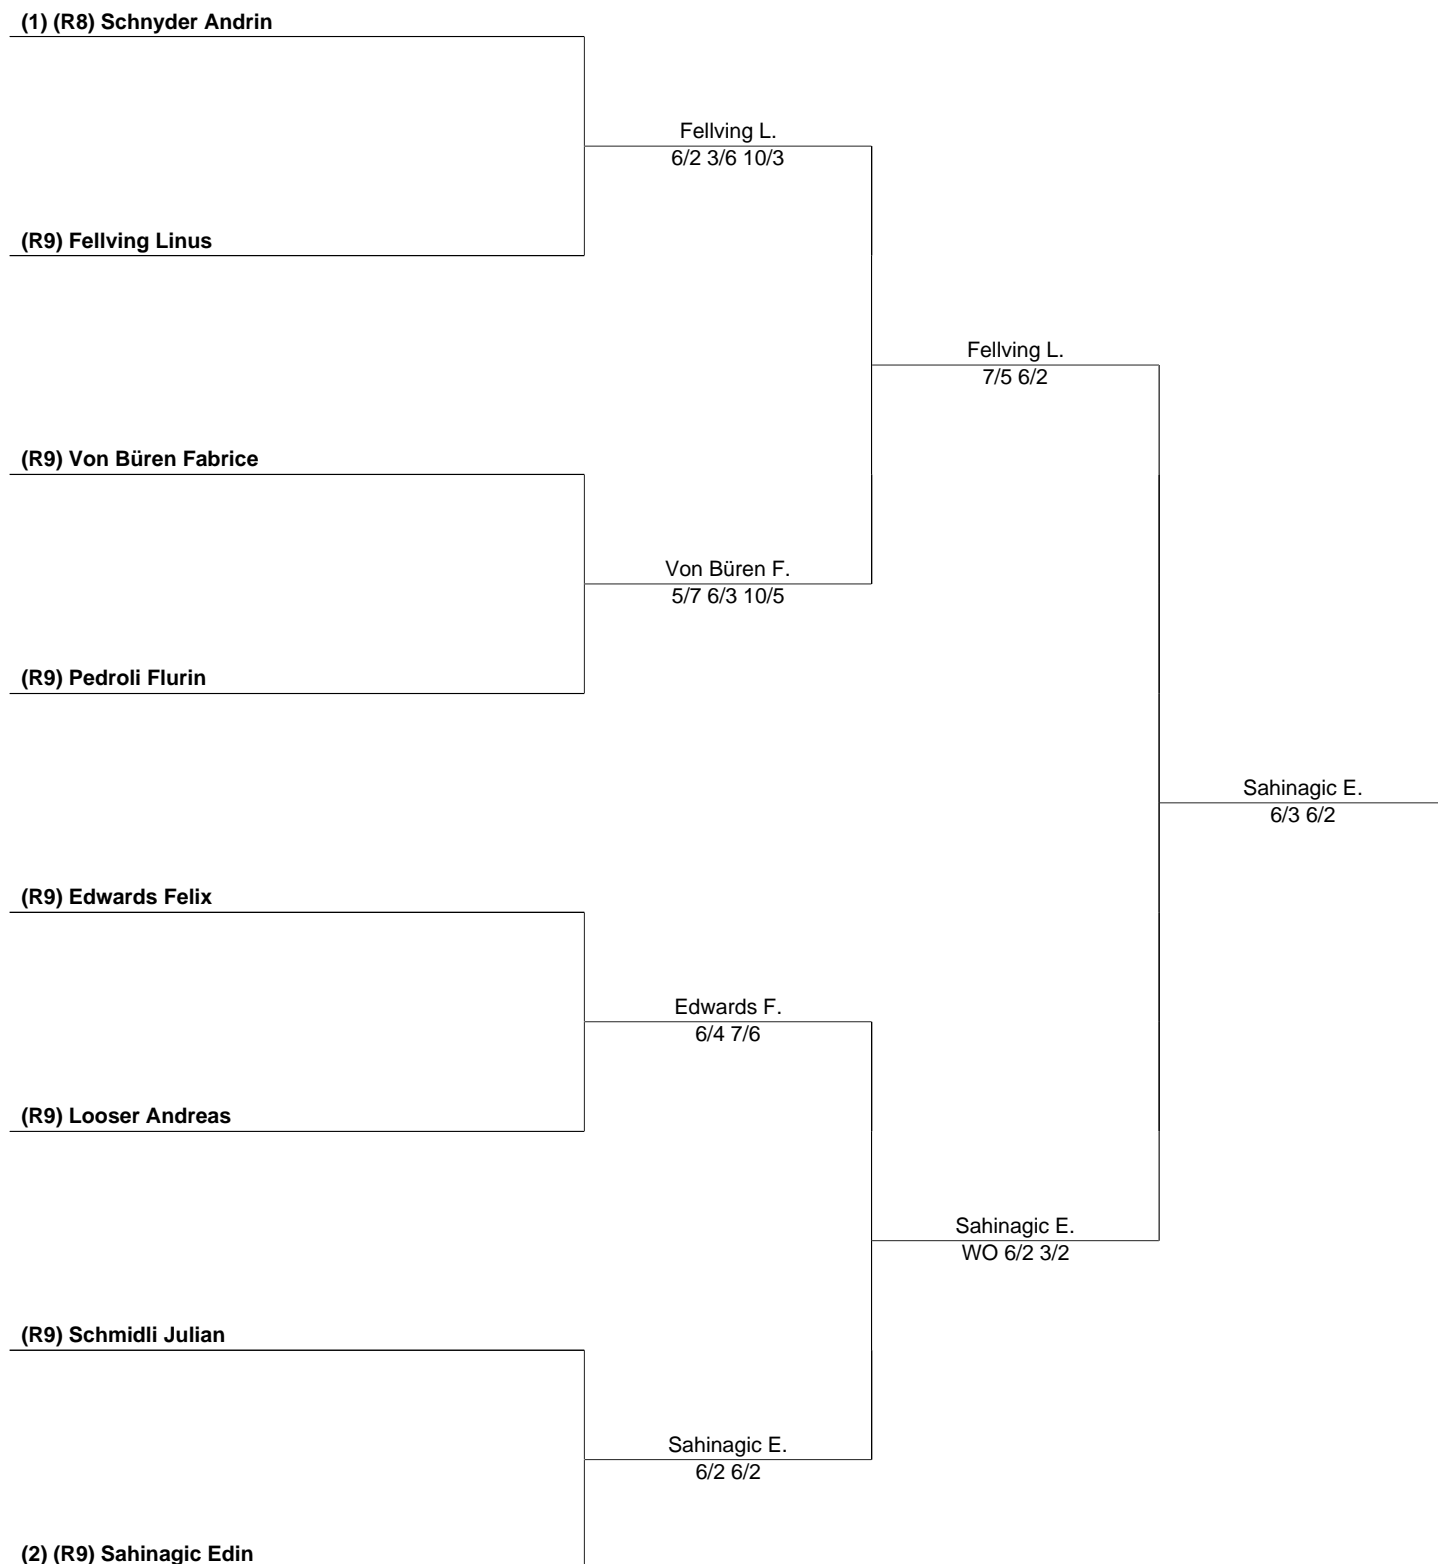 (1) (R8) Schnyder Andrin
Fellving L.
6/2 3/6 10/3
(R9) Fellving Linus
Fellving L.
7/5 6/2
(R9) Von Büren Fabrice
Von Büren F.
5/7 6/3 10/5
(R9) Pedroli Flurin
Sahinagic E.
6/3 6/2
(R9) Edwards Felix
Edwards F.
6/4 7/6
(R9) Looser Andreas
Sahinagic E.
WO 6/2 3/2
(R9) Schmidli Julian
Sahinagic E.
6/2 6/2
(2) (R9) Sahinagic Edin